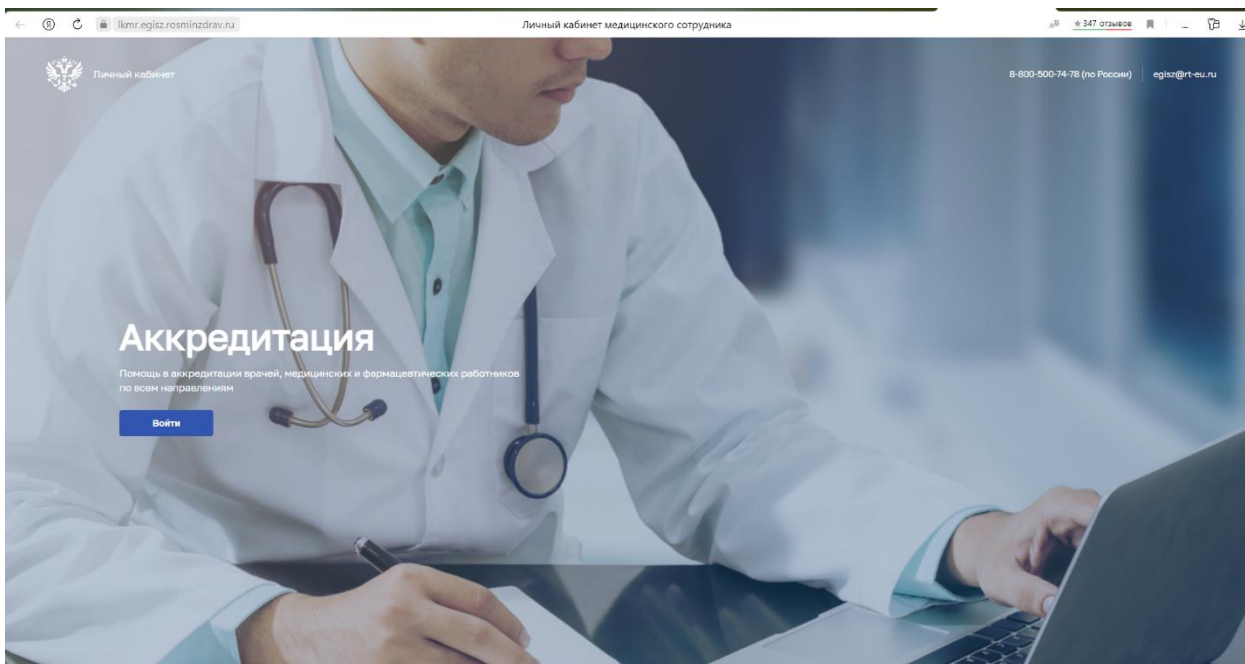 lkmr.egisz.rosminzdrav.ru
Личный кабинет медицинского сотрудника
347 отзывов
Личный кабинет
8-800-500-74-78 (по России)
egisz@rt-eu.ru
Аккредитация
Помощь в аккредитации врачей, медицинских и фармацевтических работников
по всем направлениям
Войти